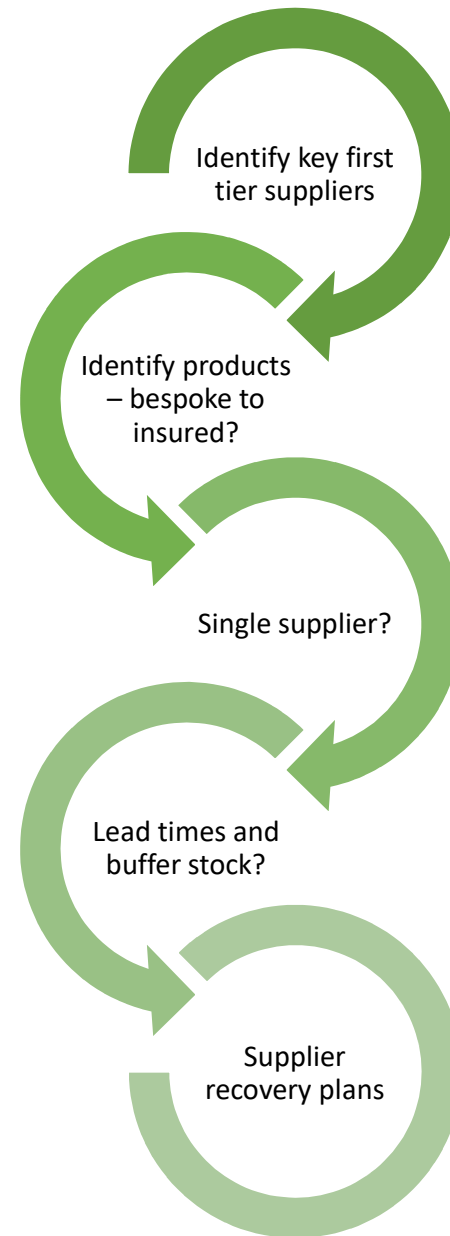 Identify key first
tier suppliers
Identify products
– bespoke to
insured?
Single supplier?
Lead times and
buffer stock?
Supplier
recovery plans